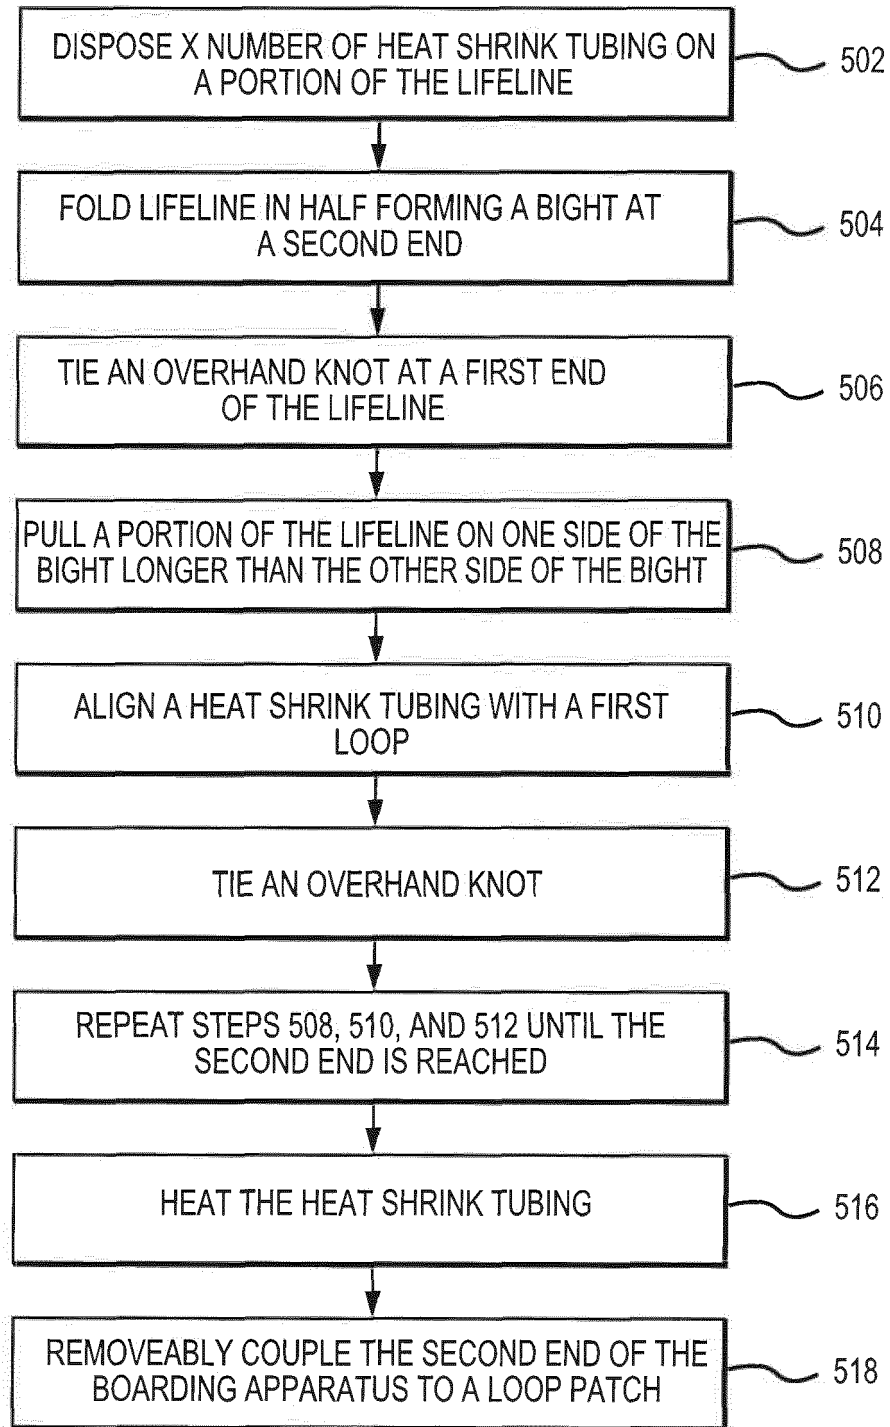 DISPOSE X NUMBER OF HEAT SHRINK TUBING ON
A PORTION OF THE LIFELINE
502
FOLD LIFELINE IN HALF FORMING A BIGHT AT
A SECOND END
504
TIE AN OVERHAND KNOT AT A FIRST END
OF THE LIFELINE
506
PULL A PORTION OF THE LIFELINE ON ONE SIDE OF THE
BIGHT LONGER THAN THE OTHER SIDE OF THE BIGHT
508
ALIGN A HEAT SHRINK TUBING WITH A FIRST
LOOP
510
TIE AN OVERHAND KNOT
512
REPEAT STEPS 508, 510, AND 512 UNTIL THE
SECOND END IS REACHED
514
HEAT THE HEAT SHRINK TUBING
516
REMOVEABLY COUPLE THE SECOND END OF THE
BOARDING APPARATUS TO A LOOP PATCH
518